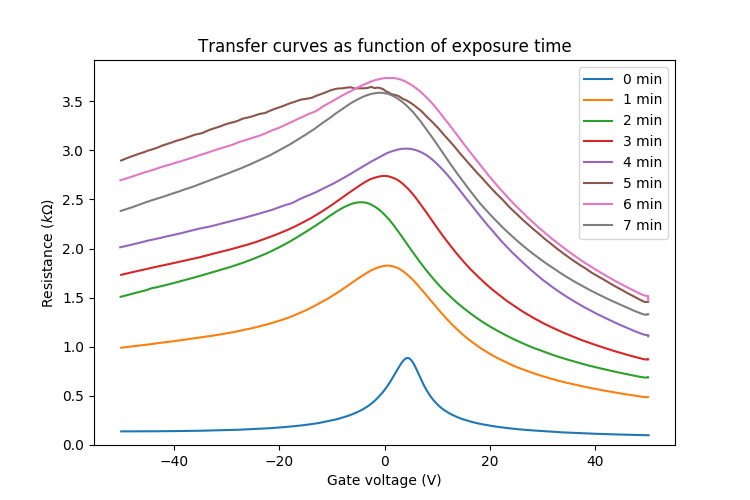 Transfer curves as function of exposure time
Resistance (kΩ)
3.5
3.0
2.5
2.0
1.5
1.0
0.5
0.0
−40
−20
0
20
40
Gate voltage (V)
0 min
1 min
2 min
3 min
4 min
5 min
6 min
7 min